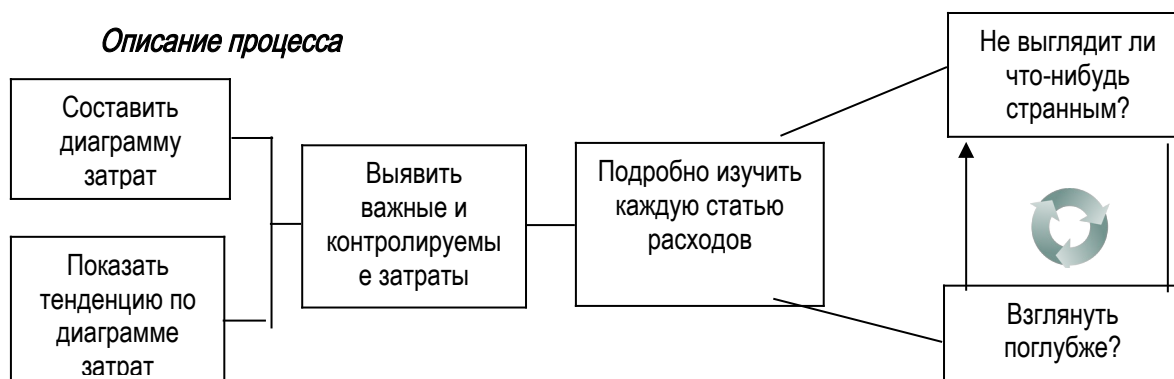 Описание процесса
Составить
диаграмму
затрат
Показать
тенденцию по
диаграмме
затрат
Выявить
важные и
контролируемы
е затраты
Подробно изучить
каждую статью
расходов
Не выглядит ли
что-нибудь
странным?
Взглянуть
поглубже?